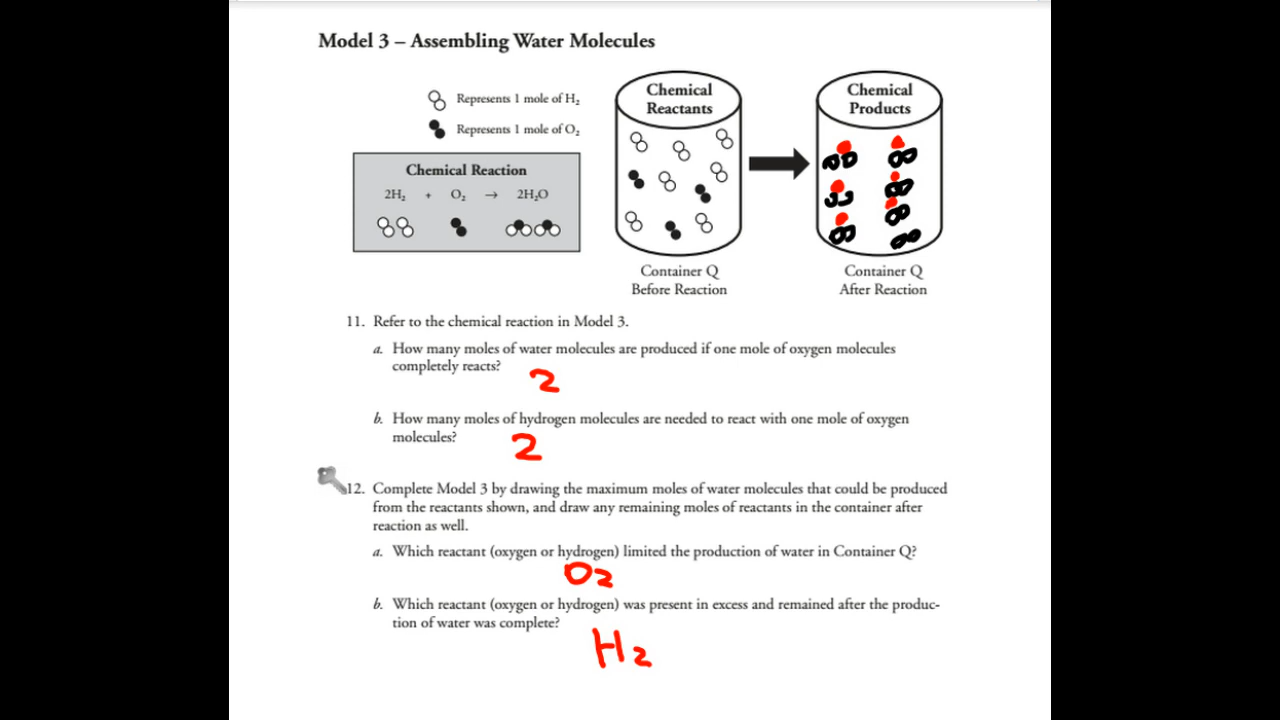 Model 3 – Assembling Water Molecules
Represents 1 mole of H₂
Represents 1 mole of O₂
Chemical Reaction
2H₂ + O₂ → 2H₂O
Chemical
Reactants
Chemical
Products
Container Q
Before Reaction
Container Q
After Reaction
11. Refer to the chemical reaction in Model 3.
a. How many moles of water molecules are produced if one mole of oxygen molecules
completely reacts?
2
b. How many moles of hydrogen molecules are needed to react with one mole of oxygen
molecules?
2
12. Complete Model 3 by drawing the maximum moles of water molecules that could be produced
from the reactants shown, and draw any remaining moles of reactants in the container after
reaction as well.
a. Which reactant (oxygen or hydrogen) limited the production of water in Container Q?
O₂
b. Which reactant (oxygen or hydrogen) was present in excess and remained after the produc-
tion of water was complete?
H₂